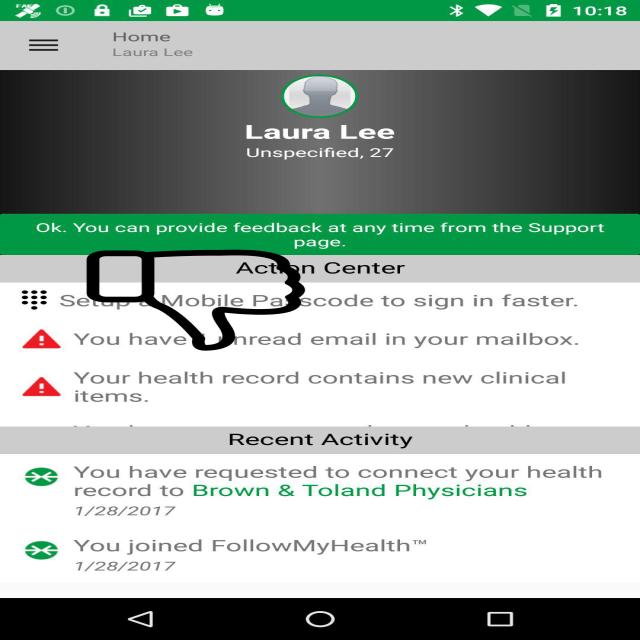 10:18
Home
Laura Lee
Laura Lee
Unspecified, 27
Ok. You can provide feedback at any time from the Support
page.
Action Center
Setup a Mobile Passcode to sign in faster.
You have unread email in your mailbox.
Your health record contains new clinical
items.
Recent Activity
You have requested to connect your health
record to Brown & Toland Physicians
1/28/2017
You joined FollowMyHealth™
1/28/2017